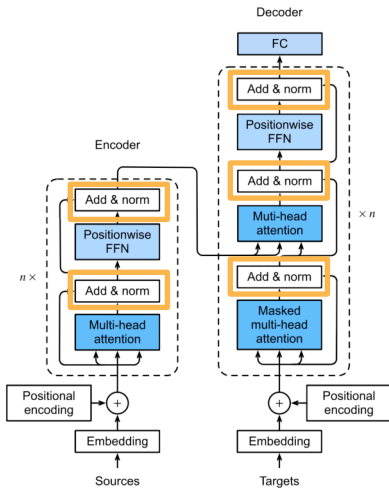 Decoder
FC
Add & norm
Positionwise
FFN
Add & norm
Muti-head
attention
Add & norm
Masked
multi-head
attention
× n
Positional
encoding
Embedding
Targets
Encoder
Add & norm
Positionwise
FFN
n ×
Add & norm
Multi-head
attention
Positional
encoding
+
+
Embedding
Sources